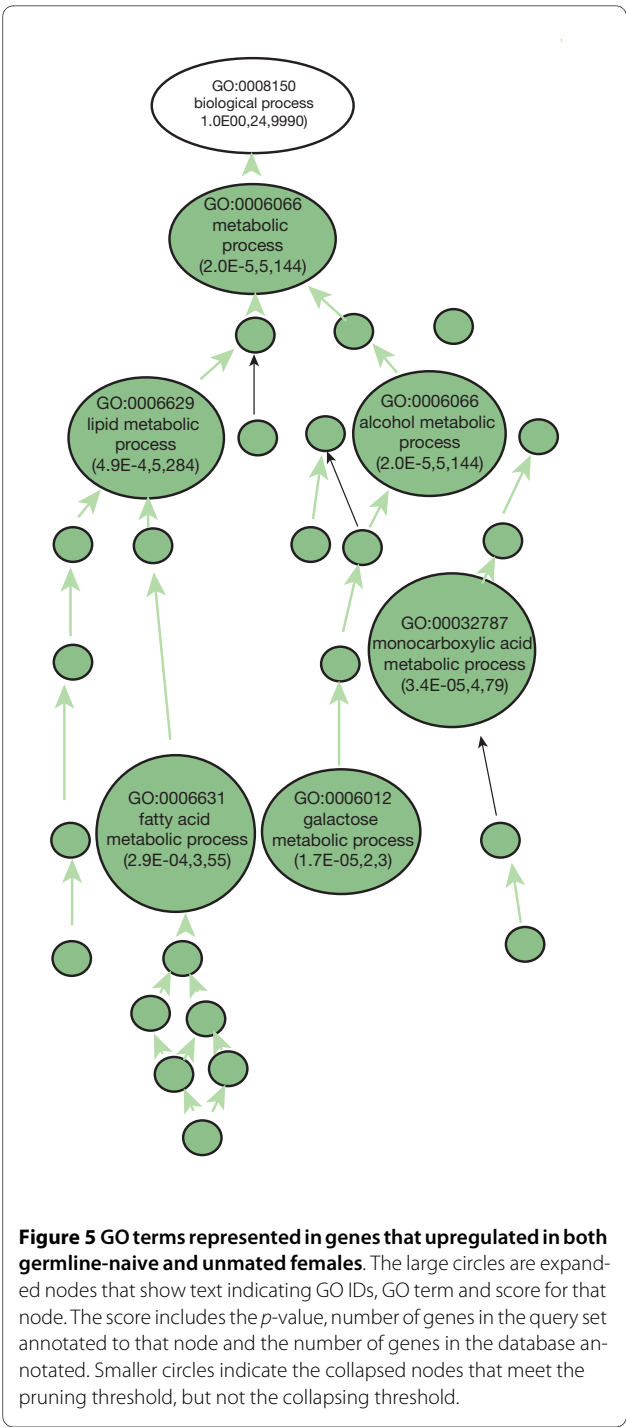 GO:0008150
biological process
1.0E00,24,9990)
GO:0006066
metabolic
process
(2.0E-5,5,144)
GO:0006629
lipid metabolic
process
(4.9E-4,5,284)
GO:0006066
alcohol metabolic
process
(2.0E-5,5,144)
GO:00032787
monocarboxylic acid
metabolic process
(3.4E-05,4,79)
GO:0006631
fatty acid
metabolic process
(2.9E-04,3,55)
GO:0006012
galactose
metabolic process
(1.7E-05,2,3)
Figure 5 GO terms represented in genes that upregulated in both
germline-naive and unmated females. The large circles are expand-
ed nodes that show text indicating GO IDs, GO term and score for that
node. The score includes the p-value, number of genes in the query set
annotated to that node and the number of genes in the database an-
notated. Smaller circles indicate the collapsed nodes that meet the
pruning threshold, but not the collapsing threshold.